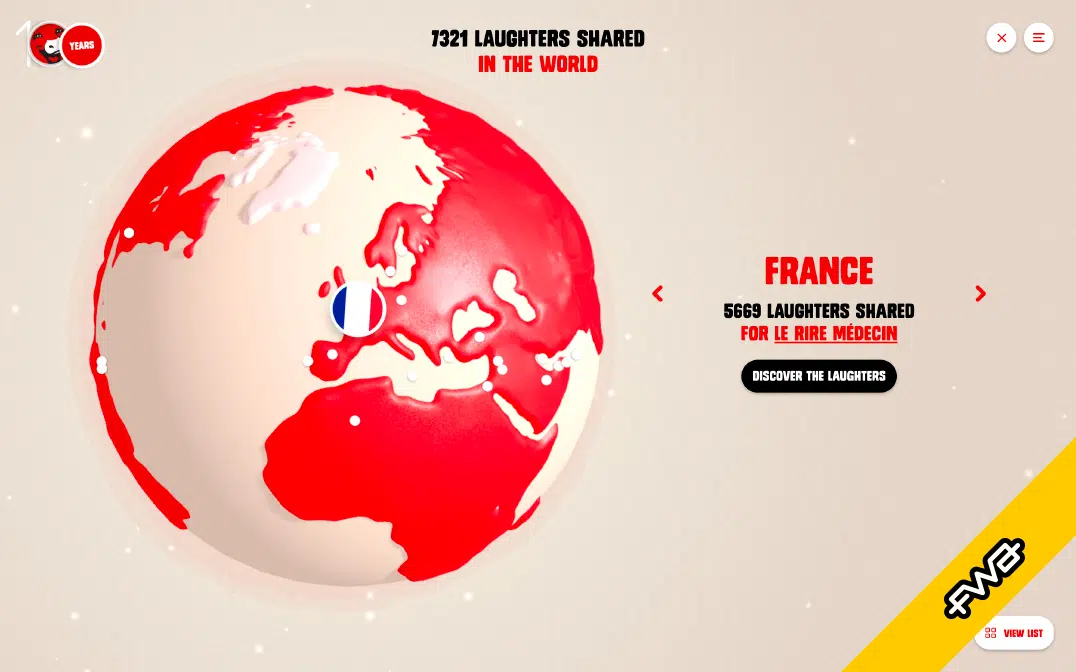 YEARS
7321 LAUGHTERS SHARED
IN THE WORLD
FRANCE
5669 LAUGHTERS SHARED
FOR LE RIRE MÉDECIN
DISCOVER THE LAUGHTERS
fwa
VIEW LIST